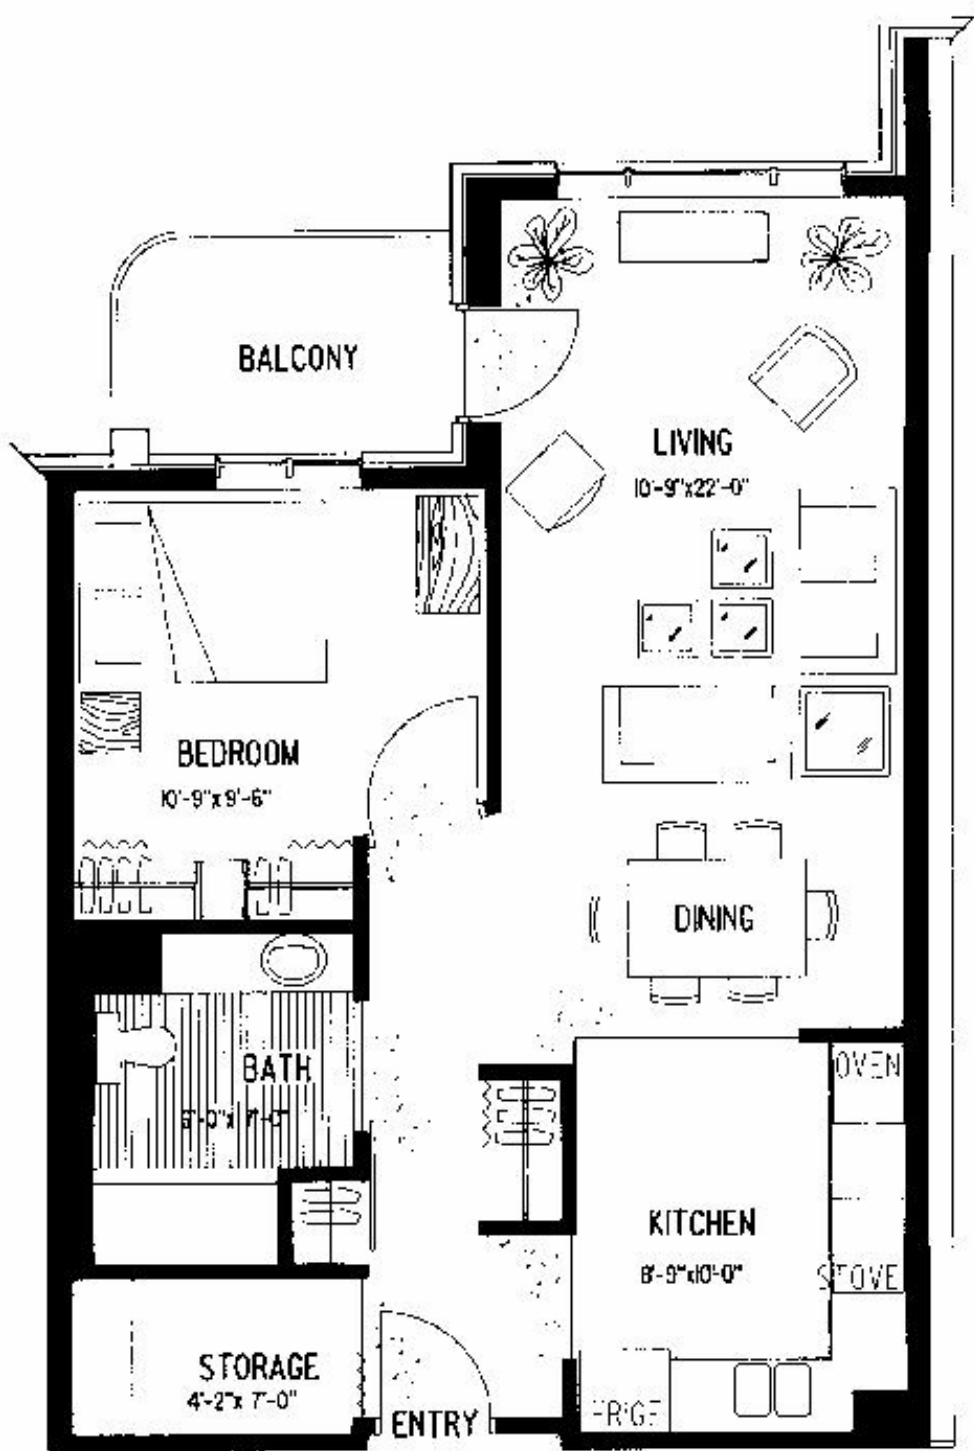 BALCONY
LIVING
10'-9"x22'-0"
BEDROOM
10'-9"x 9'-6"
DINING
BATH
OVEN
KITCHEN
8'-9"x10'-0"
STOVE
STORAGE
4'-2"x 7'-0"
FRIGE
ENTRY